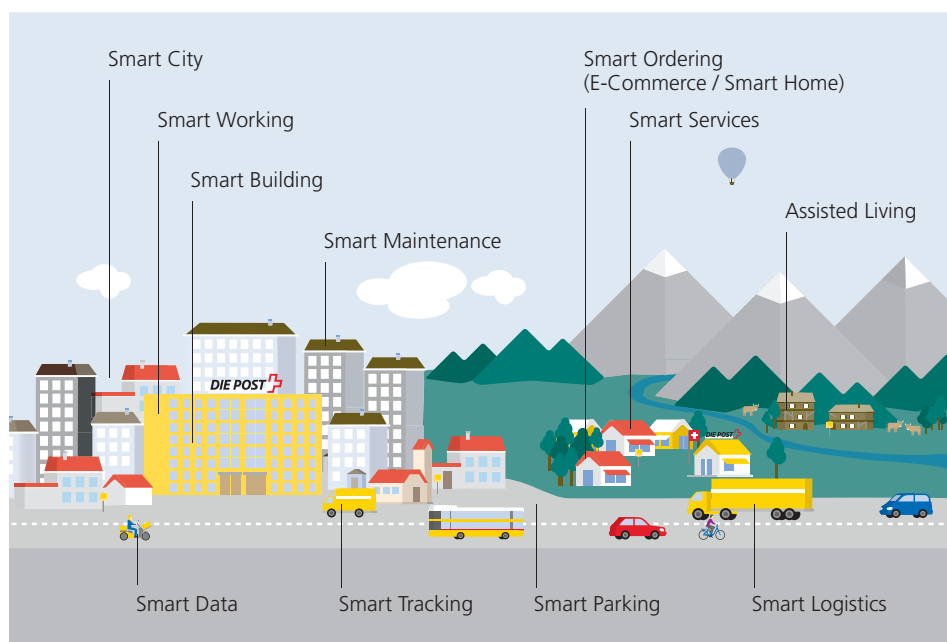 Smart City
Smart Ordering
(E-Commerce / Smart Home)
Smart Working
Smart Services
Smart Building
Assisted Living
Smart Maintenance
DIE POST
DIE POST
Smart Data
Smart Tracking
Smart Parking
Smart Logistics